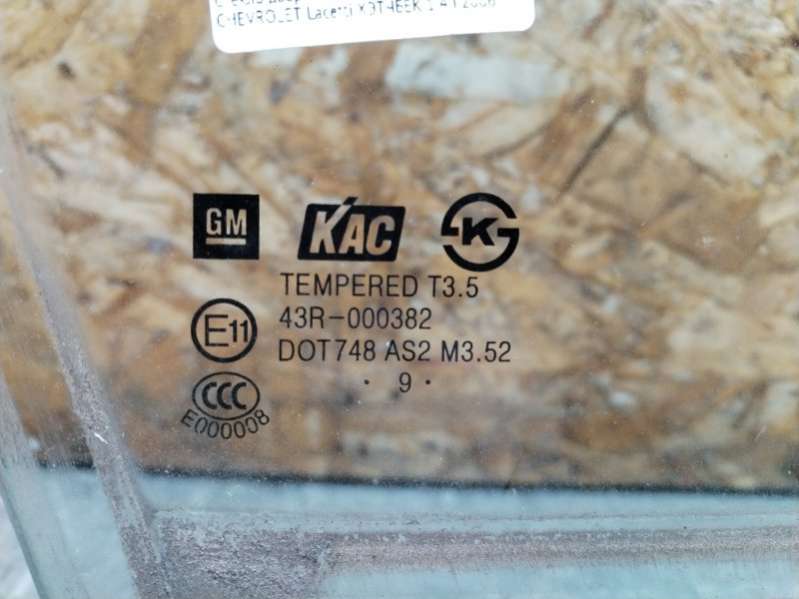 CHEVROLET Lacetti
GM KAC K
TEMPERED T3.5
E11 43R-000382
DOT748 AS2 M3.52
· 9 ·
CCC
E000008